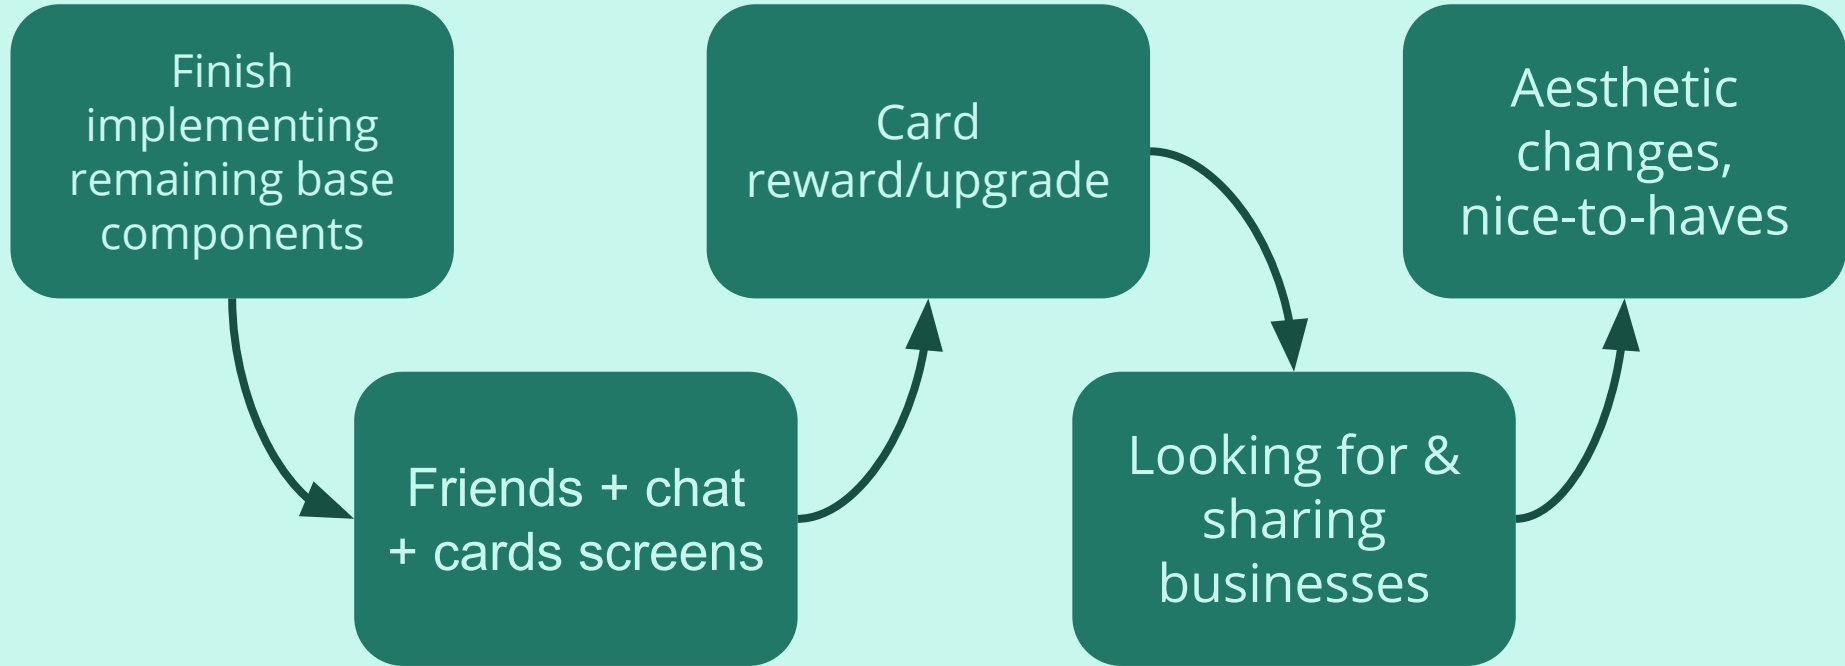 Finish
implementing
remaining base
components
Friends + chat
+ cards screens
Card
reward/upgrade
Looking for &
sharing
businesses
Aesthetic
changes,
nice-to-haves